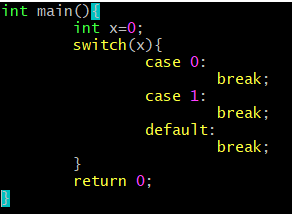 int main(){
        int x=0;
        switch(x){
                case 0:
                        break;
                case 1:
                        break;
                default:
                        break;
        }
        return 0;
}